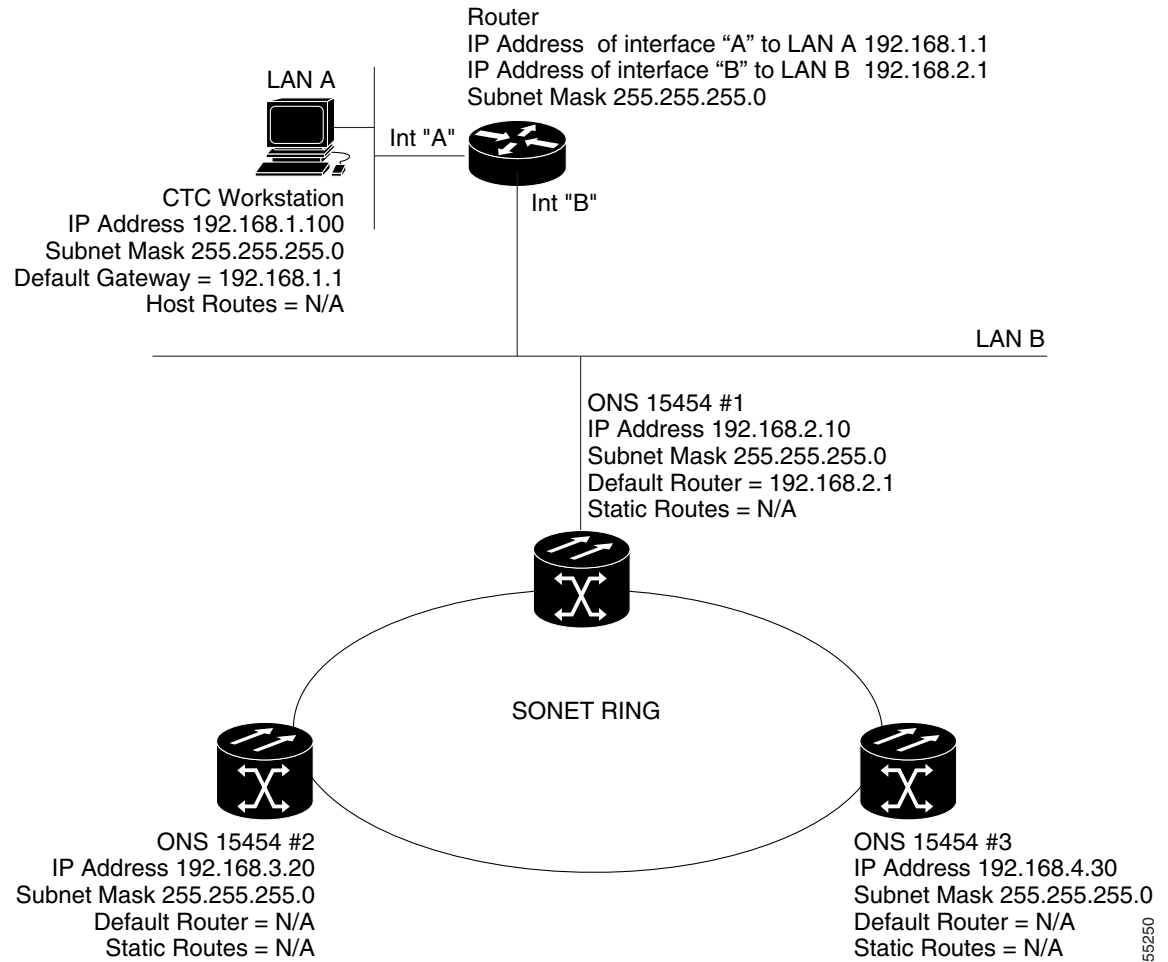 Router
IP Address  of interface “A” to LAN A 192.168.1.1
IP Address of interface “B” to LAN B  192.168.2.1
Subnet Mask 255.255.255.0
LAN A
Int "A"
Int "B"
CTC Workstation
IP Address 192.168.1.100
Subnet Mask 255.255.255.0
Default Gateway = 192.168.1.1
Host Routes = N/A
LAN B
ONS 15454 #1
IP Address 192.168.2.10
Subnet Mask 255.255.255.0
Default Router = 192.168.2.1
Static Routes = N/A
SONET RING
ONS 15454 #2
IP Address 192.168.3.20
Subnet Mask 255.255.255.0
Default Router = N/A
Static Routes = N/A
ONS 15454 #3
IP Address 192.168.4.30
Subnet Mask 255.255.255.0
Default Router = N/A
Static Routes = N/A
55250